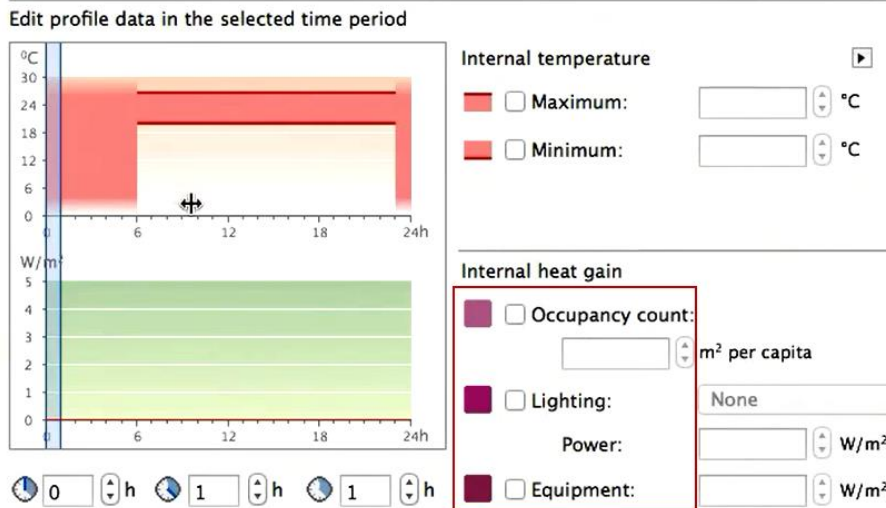 Edit profile data in the selected time period
°C
30
24
18
12
6
0
0 6 12 18 24h
W/m²
5
4
3
2
1
0
0 6 12 18 24h
0 h 1 h 1 h
Internal temperature
Maximum: °C
Minimum: °C
Internal heat gain
Occupancy count:
m² per capita
Lighting: None
Power: W/m²
Equipment: W/m²